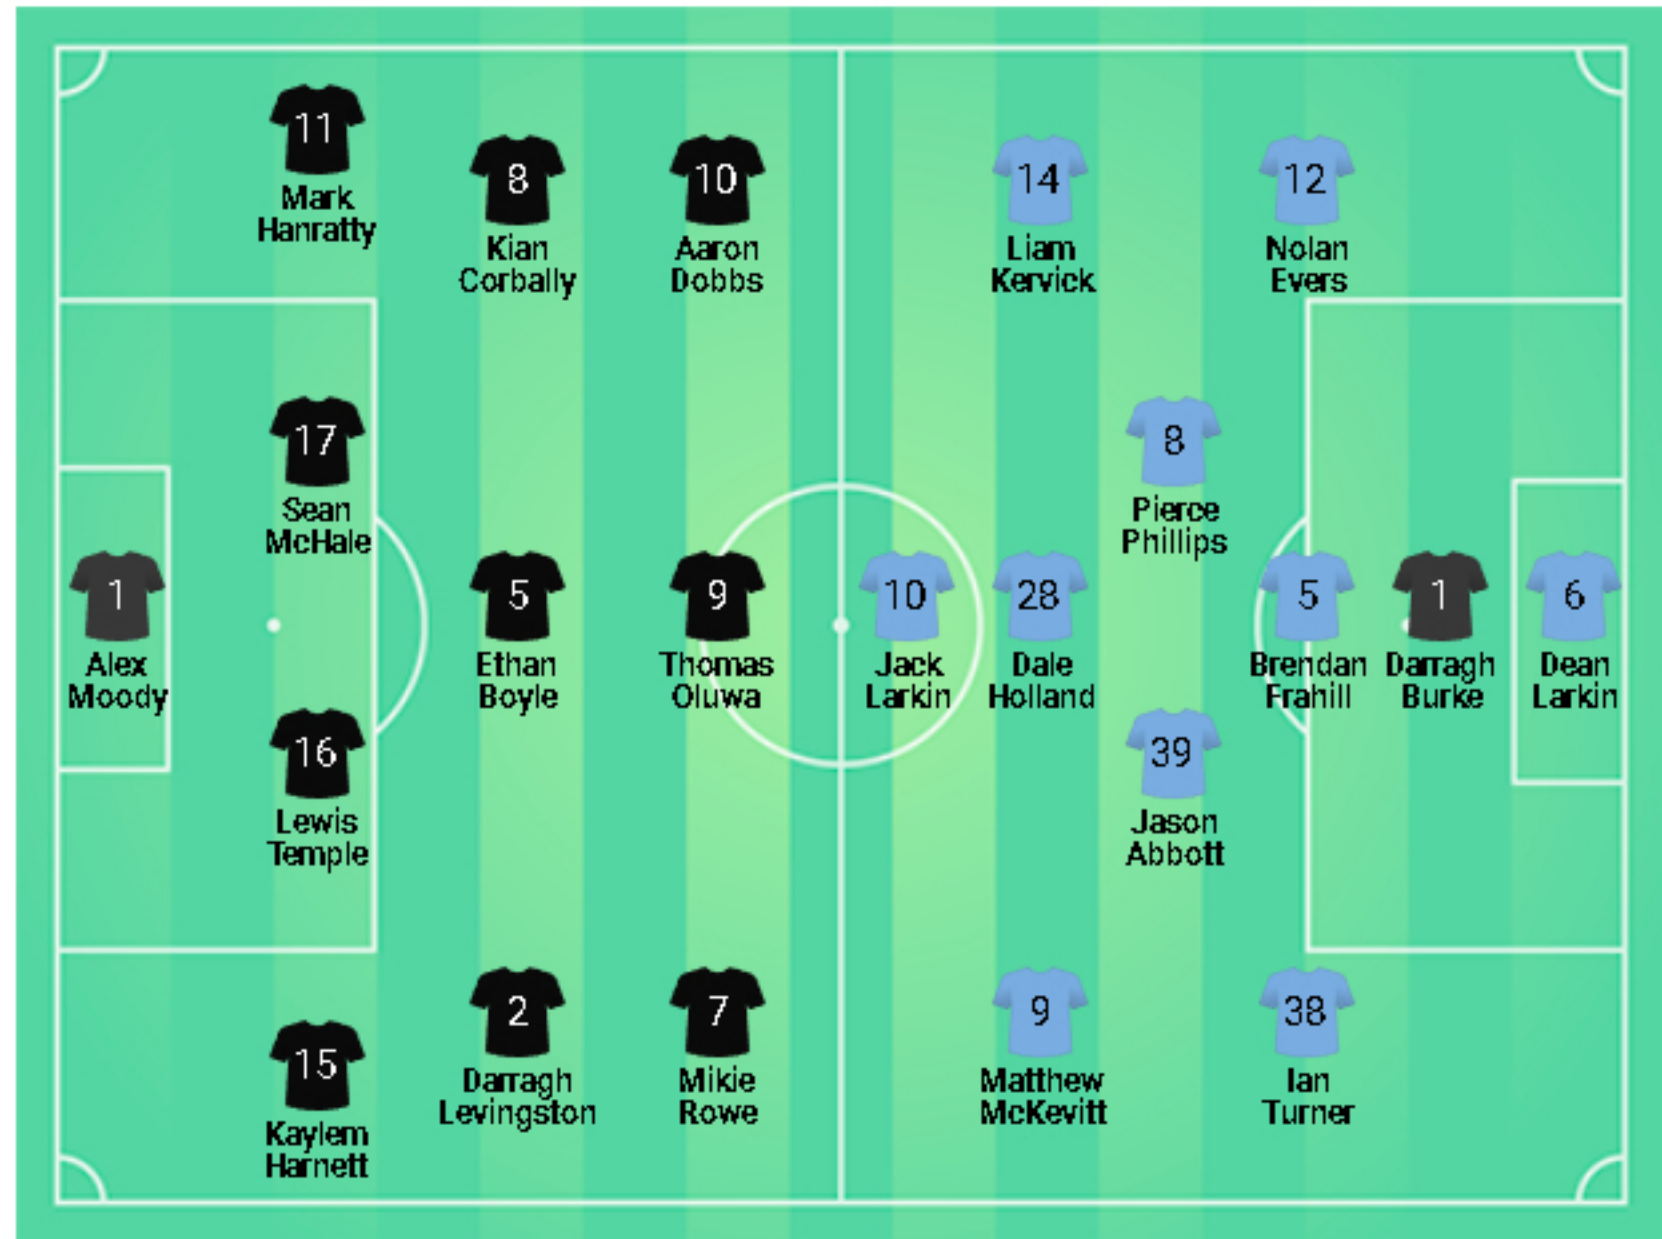 11
Mark
Hanratty
8
Kian
Corbally
10
Aaron
Dobbs
14
Liam
Kervick
12
Nolan
Evers
17
Sean
McHale
8
Pierce
Phillips
1
Alex
Moody
5
Ethan
Boyle
9
Thomas
Oluwa
10
Jack
Larkin
28
Dale
Holland
5
Brendan
Frahill
1
Darragh
Burke
6
Dean
Larkin
16
Lewis
Temple
39
Jason
Abbott
15
Kaylem
Harnett
2
Darragh
Levingston
7
Mikie
Rowe
9
Matthew
McKevitt
38
Ian
Turner